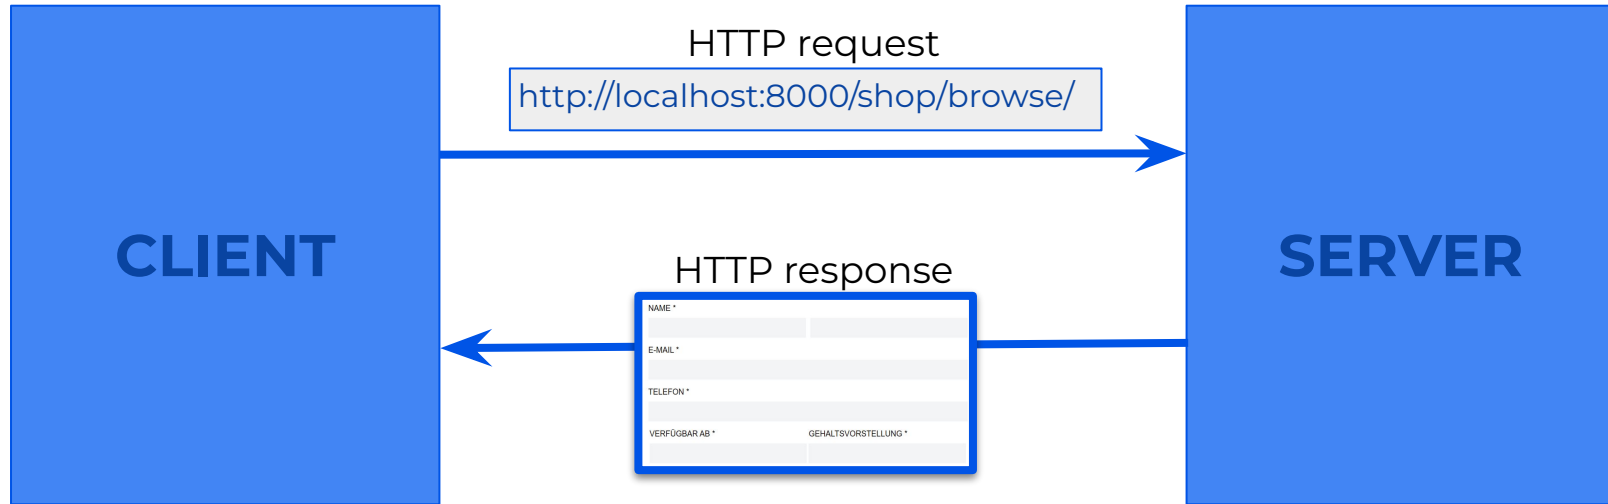 HTTP request
http://localhost:8000/shop/browse/
CLIENT
SERVER
HTTP response
NAME *
E-MAIL *
TELEFON *
VERFÜGBAR AB * GEHALTSVORSTELLUNG *